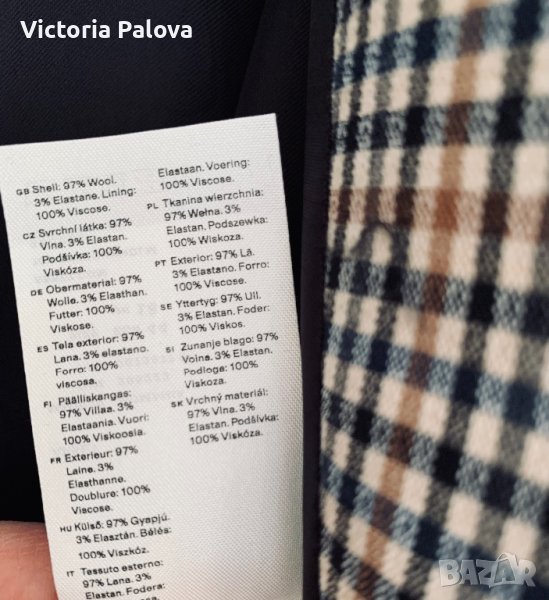 Victoria Palova
GB Shell: 97% Wool.
3% Elastane. Lining:
100% Viscose.
CZ Svrchní látka: 97%
Vlna. 3% Elastan.
Podšívka: 100%
Viskóza.
DE Obermaterial: 97%
Wolle. 3% Elasthan.
Futter: 100%
Viskose.
ES Tela exterior: 97%
Lana. 3% elastano.
Forro: 100%
viscosa.
FI Päälliskangas:
97% Villaa. 3%
Elastaania. Vuori:
100% Viskoosia.
FR Exterieur: 97%
Laine. 3%
Elasthanne.
Doublure: 100%
Viscose.
HU Külső: 97% Gyapjú.
3% Elasztán. Bélés:
100% Viszkóz.
IT Tessuto esterno:
97% Lana. 3%
Elastan. Fodera:
Elastaan. Voering:
100% Viscose.
PL Tkanina wierzchnia:
97% Wełna. 3%
Elastan. Podszewka:
100% Wiskoza.
PT Exterior: 97% Lã.
3% Elastano. Forro:
100% Viscose.
SE Yttertyg: 97% Ull.
3% Elastan. Foder:
100% Viskos.
SI Zunanje blago: 97%
Volna. 3% Elastan.
Podloga: 100%
Viskoza.
SK Vrchný materiál:
97% Vlna. 3%
Elastan. Podšívka:
100% Viskóza.
BAZAR